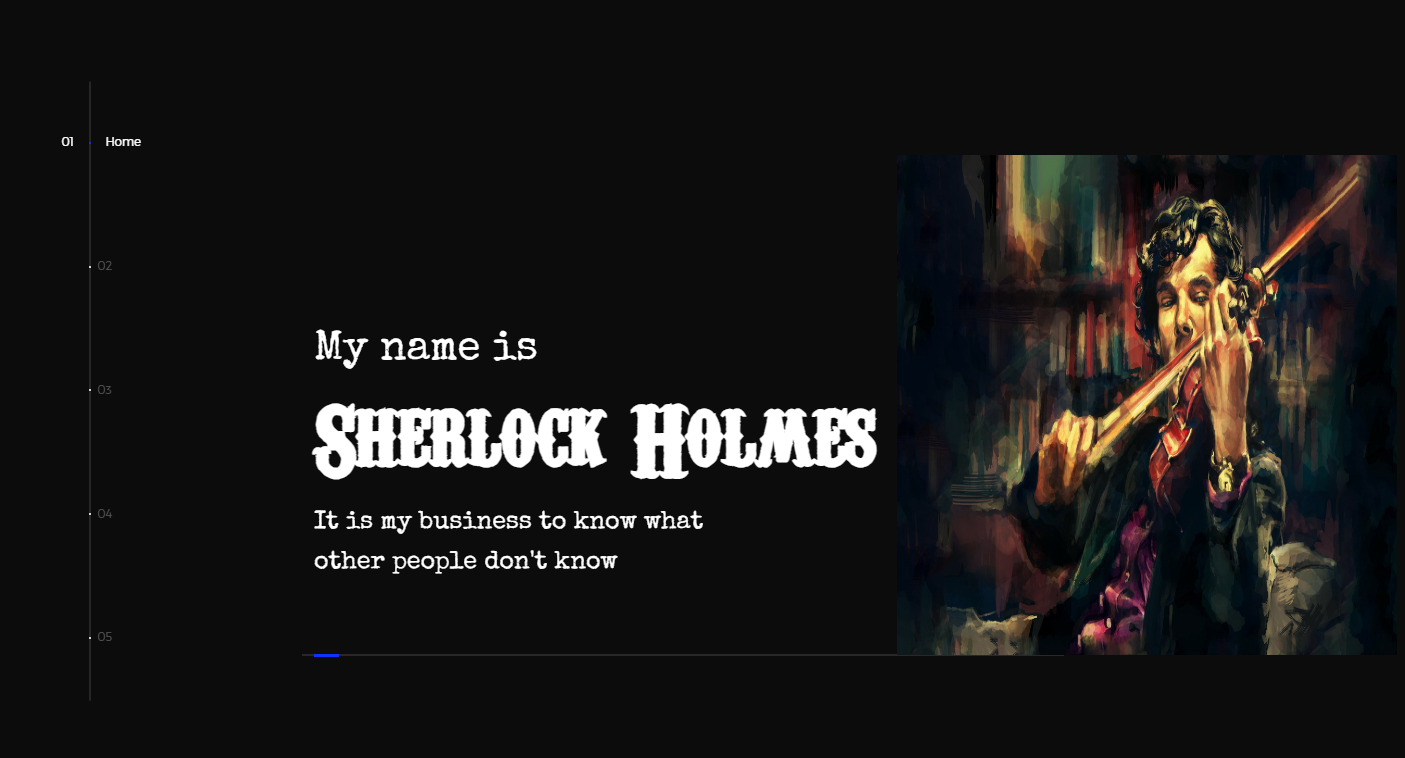 01 Home
02
03
My name is
Sherlock Holmes
04
It is my business to know what
other people don't know
05